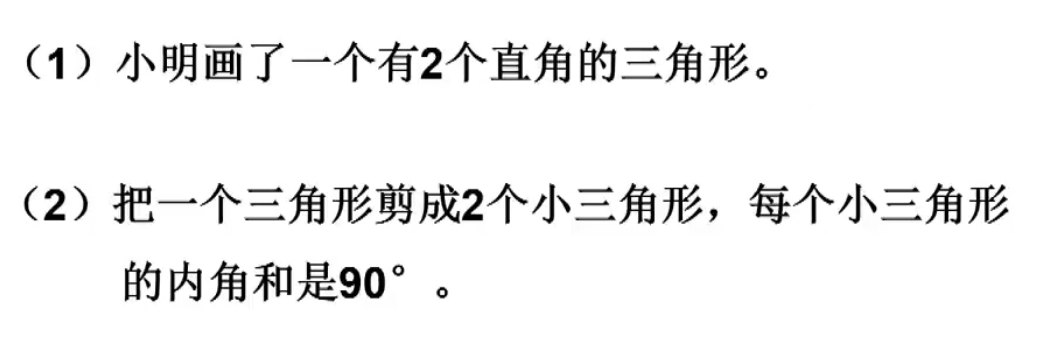 （1）小明画了一个有2个直角的三角形。
（2）把一个三角形剪成2个小三角形，每个小三角形
的内角和是90°。